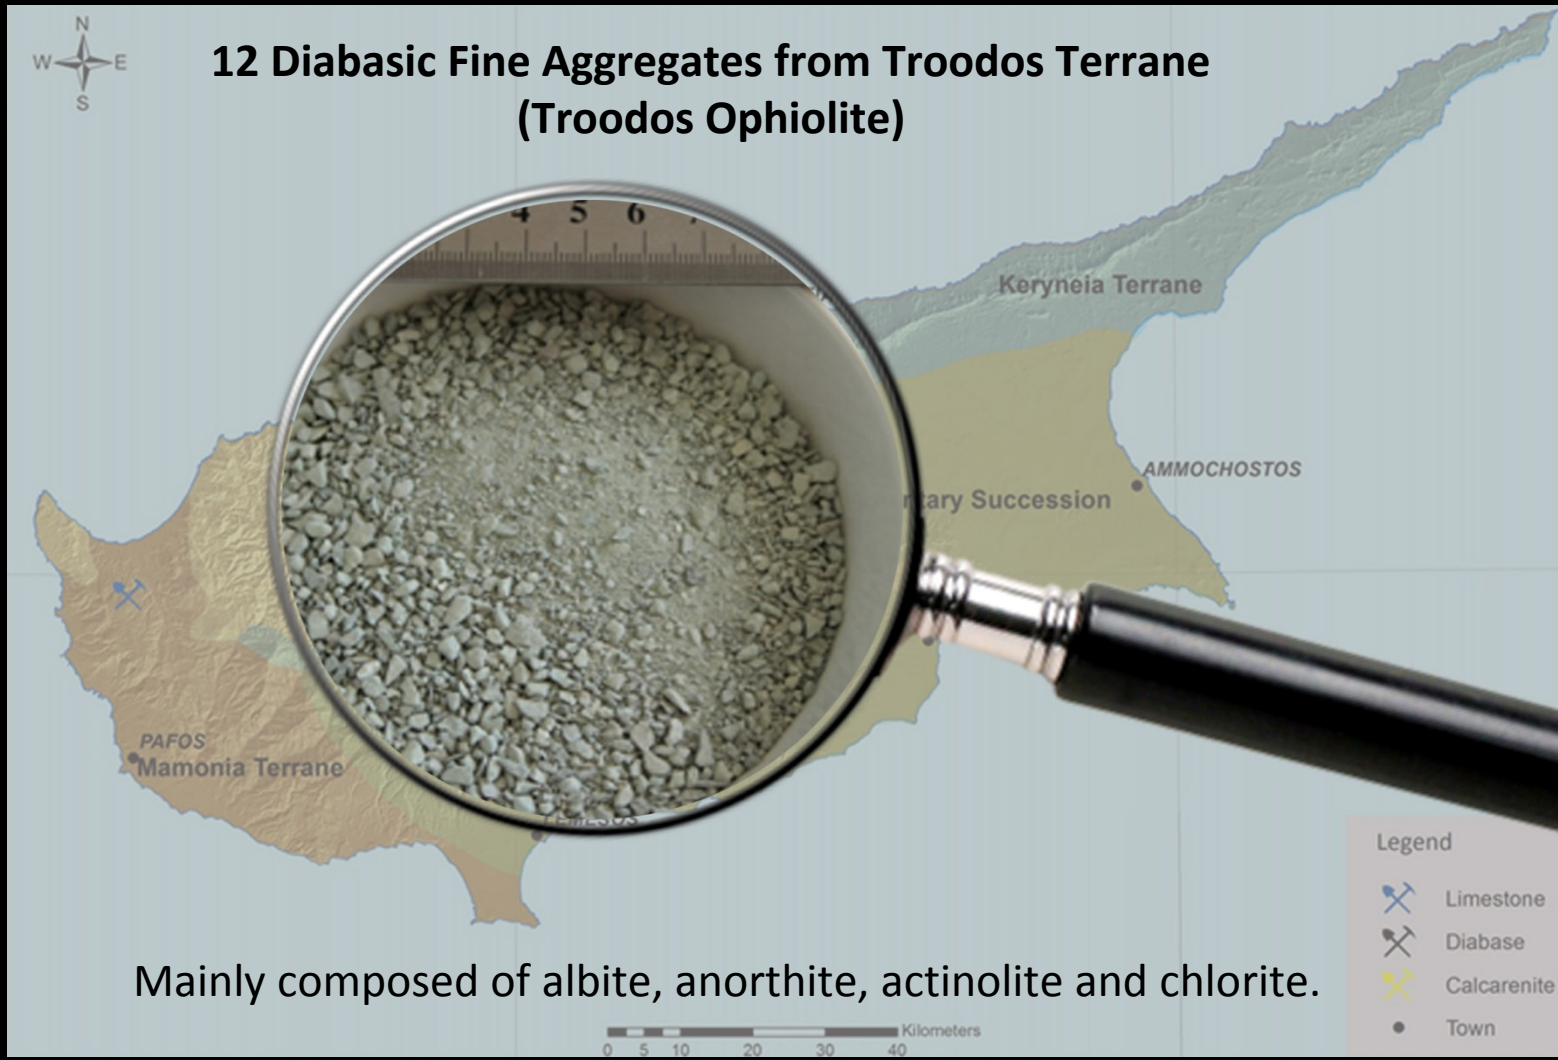 N
W E
S
12 Diabasic Fine Aggregates from Troodos Terrane
(Troodos Ophiolite)
4 5 6
Keryneia Terrane
AMMOCHOSTOS
Succession
PAFOS
Mamonia Terrane
Legend
Limestone
Diabase
Calcarenite
Town
Mainly composed of albite, anorthite, actinolite and chlorite.
Kilometers
0 5 10 20 30 40